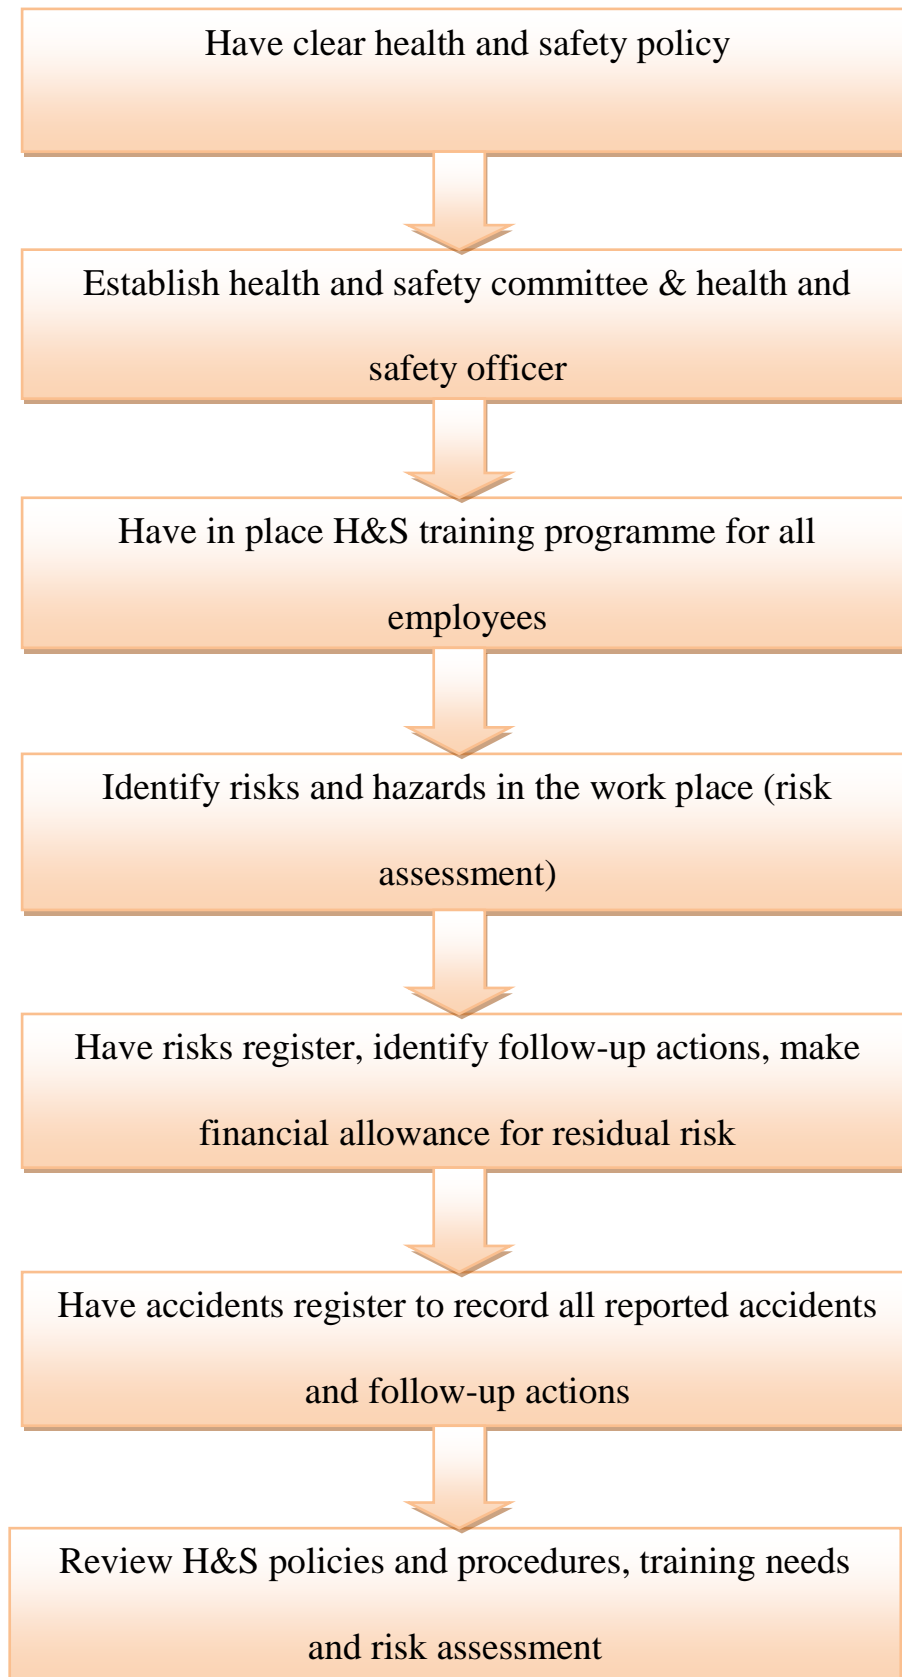 Have clear health and safety policy
Establish health and safety committee & health and
safety officer
Have in place H&S training programme for all
employees
Identify risks and hazards in the work place (risk
assessment)
Have risks register, identify follow-up actions, make
financial allowance for residual risk
Have accidents register to record all reported accidents
and follow-up actions
Review H&S policies and procedures, training needs
and risk assessment